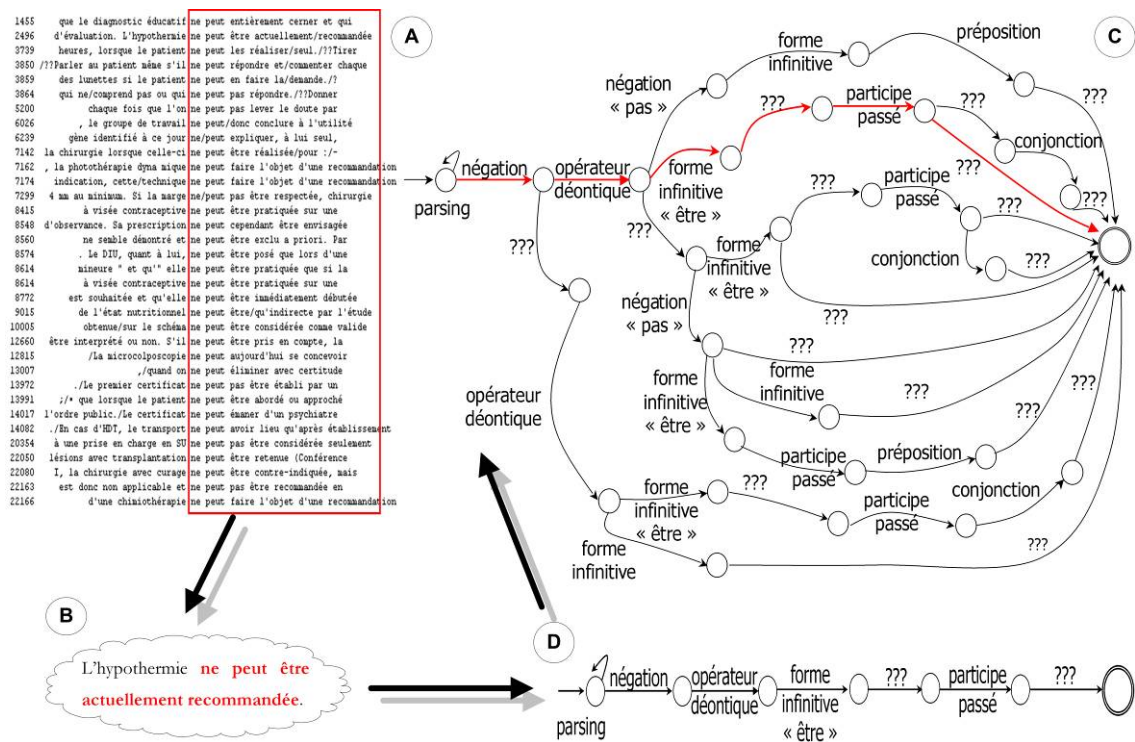 1455 que le diagnostic éducatif ne peut entièrement cerner et qui
2496 d'évaluation. L'hypothermie ne peut être actuellement/recommandée
3739 heures, lorsque le patient ne peut les réaliser/seul./??Tirer
3850 /??Parler au patient même s'il ne peut répondre et/commenter chaque
3859 des lunettes si le patient ne peut en faire la/demande./?
3864 qui ne/comprend pas ou qui ne peut pas répondre./??Donner
5200 chaque fois que l'on ne peut pas lever le doute par
6026 , le groupe de travail ne peut/donc conclure à l'utilité
6239 gène identifié à ce jour ne/peut expliquer, à lui seul,
7142 la chirurgie lorsque celle-ci ne peut être réalisée/pour :/-
7162 , la photothérapie dyna mique ne peut faire l'objet d'une recommandation
7174 indication, cette/technique ne peut faire l'objet d'une recommandation
7299 4 mm au minimum. Si la marge ne/peut pas être respectée, chirurgie
8415 à visée contraceptive ne peut être pratiquée sur une
8548 d'observance. Sa prescription ne peut cependant être envisagée
8560 ne semble démontré et ne peut être exclu a priori. Par
8574 . Le DIU, quant à lui, ne peut être posé que lors d'une
8614 mineure " et qu'" elle ne peut être pratiquée que si la
8614 à visée contraceptive ne peut être pratiquée sur une
8772 est souhaitée et qu'elle ne peut être immédiatement débutée
9015 de l'état nutritionnel ne peut être/qu'indirecte par l'étude
10005 obtenue/sur le schéma ne peut être considérée comme valide
12660 être interprété ou non. S'il ne peut être pris en compte, la
12815 /La microcolposcopie ne peut aujourd'hui se concevoir
13007 ,/quand on ne peut éliminer avec certitude
13972 ./Le premier certificat ne peut pas être établi par un
13991 ;/* que lorsque le patient ne peut être abordé ou approché
14017 l'ordre public./Le certificat ne peut émaner d'un psychiatre
14082 ./En cas d'HDT, le transport ne peut avoir lieu qu'après établissement
20354 à une prise en charge en SU ne peut pas être considérée seulement
22050 lésions avec transplantation ne peut être retenue (Conférence
22080 I, la chirurgie avec curage ne peut être contre-indiquée, mais
22163 est donc non applicable et ne peut pas être recommandée en
22166 d'une chimiothérapie ne peut faire l'objet d'une recommandation
A
C
parsing
négation
opérateur
déontique
négation
« pas »
forme
infinitive
préposition
???
forme
infinitive
« être »
???
participe
passé
???
conjonction
???
???
???
forme
infinitive
« être »
???
participe
passé
???
conjonction
???
???
négation
« pas »
???
forme
infinitive
???
forme
infinitive
« être »
participe
passé
préposition
???
???
opérateur
déontique
forme
infinitive
« être »
???
participe
passé
conjonction
???
forme
infinitive
???
B
L'hypothermie ne peut être
actuellement recommandée.
D
parsing
négation
opérateur
déontique
forme
infinitive
« être »
???
participe
passé
???